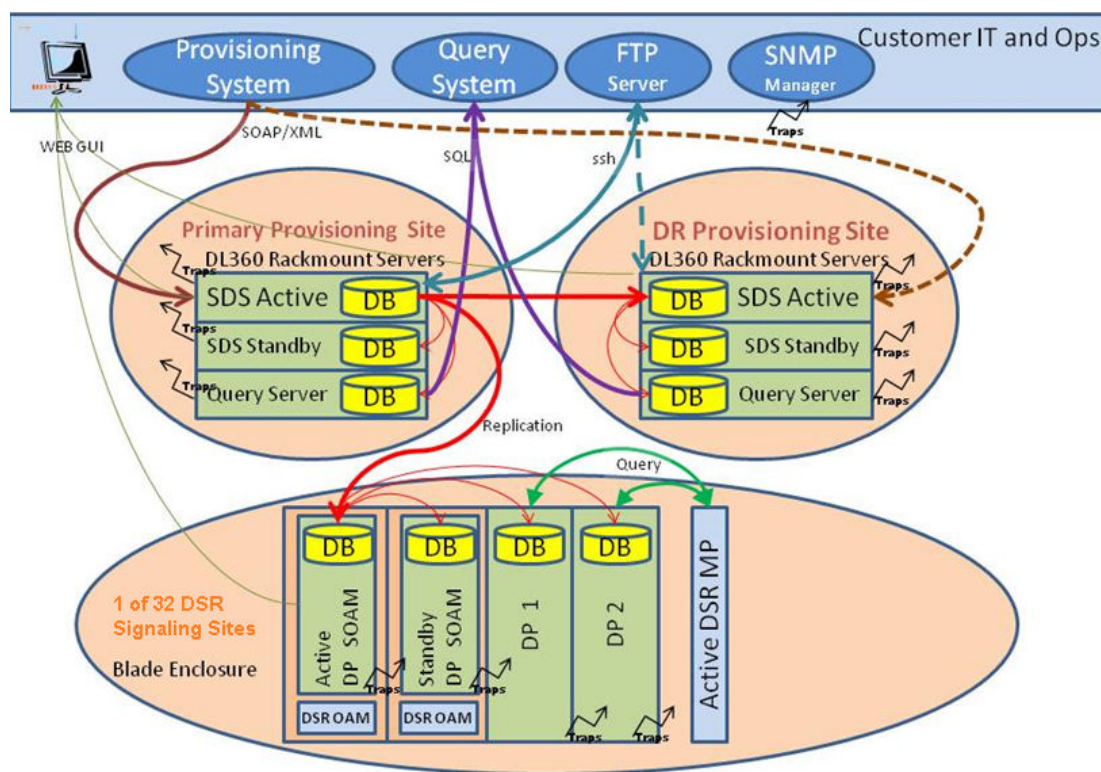 Customer IT and Ops
Provisioning
System
Query
System
FTP
Server
SNMP
Manager
Traps
WEB GUI
SOAP/XML
SQL
ssh
Primary Provisioning Site
DL360 Rackmount Servers
Traps
SDS Active
DB
Traps
SDS Standby
DB
Traps
Query Server
DB
DR Provisioning Site
DL360 Rackmount Servers
Traps
DB
SDS Active
DB
SDS Standby
Traps
DB
Query Server
Traps
Replication
Query
1 of 32 DSR
Signaling Sites
Blade Enclosure
DB
Active
DP SOAM
Traps
DSR OAM
DB
Standby
DP SOAM
Traps
DSR OAM
DB
DP 1
Traps
DB
DP 2
Traps
Active DSR MP